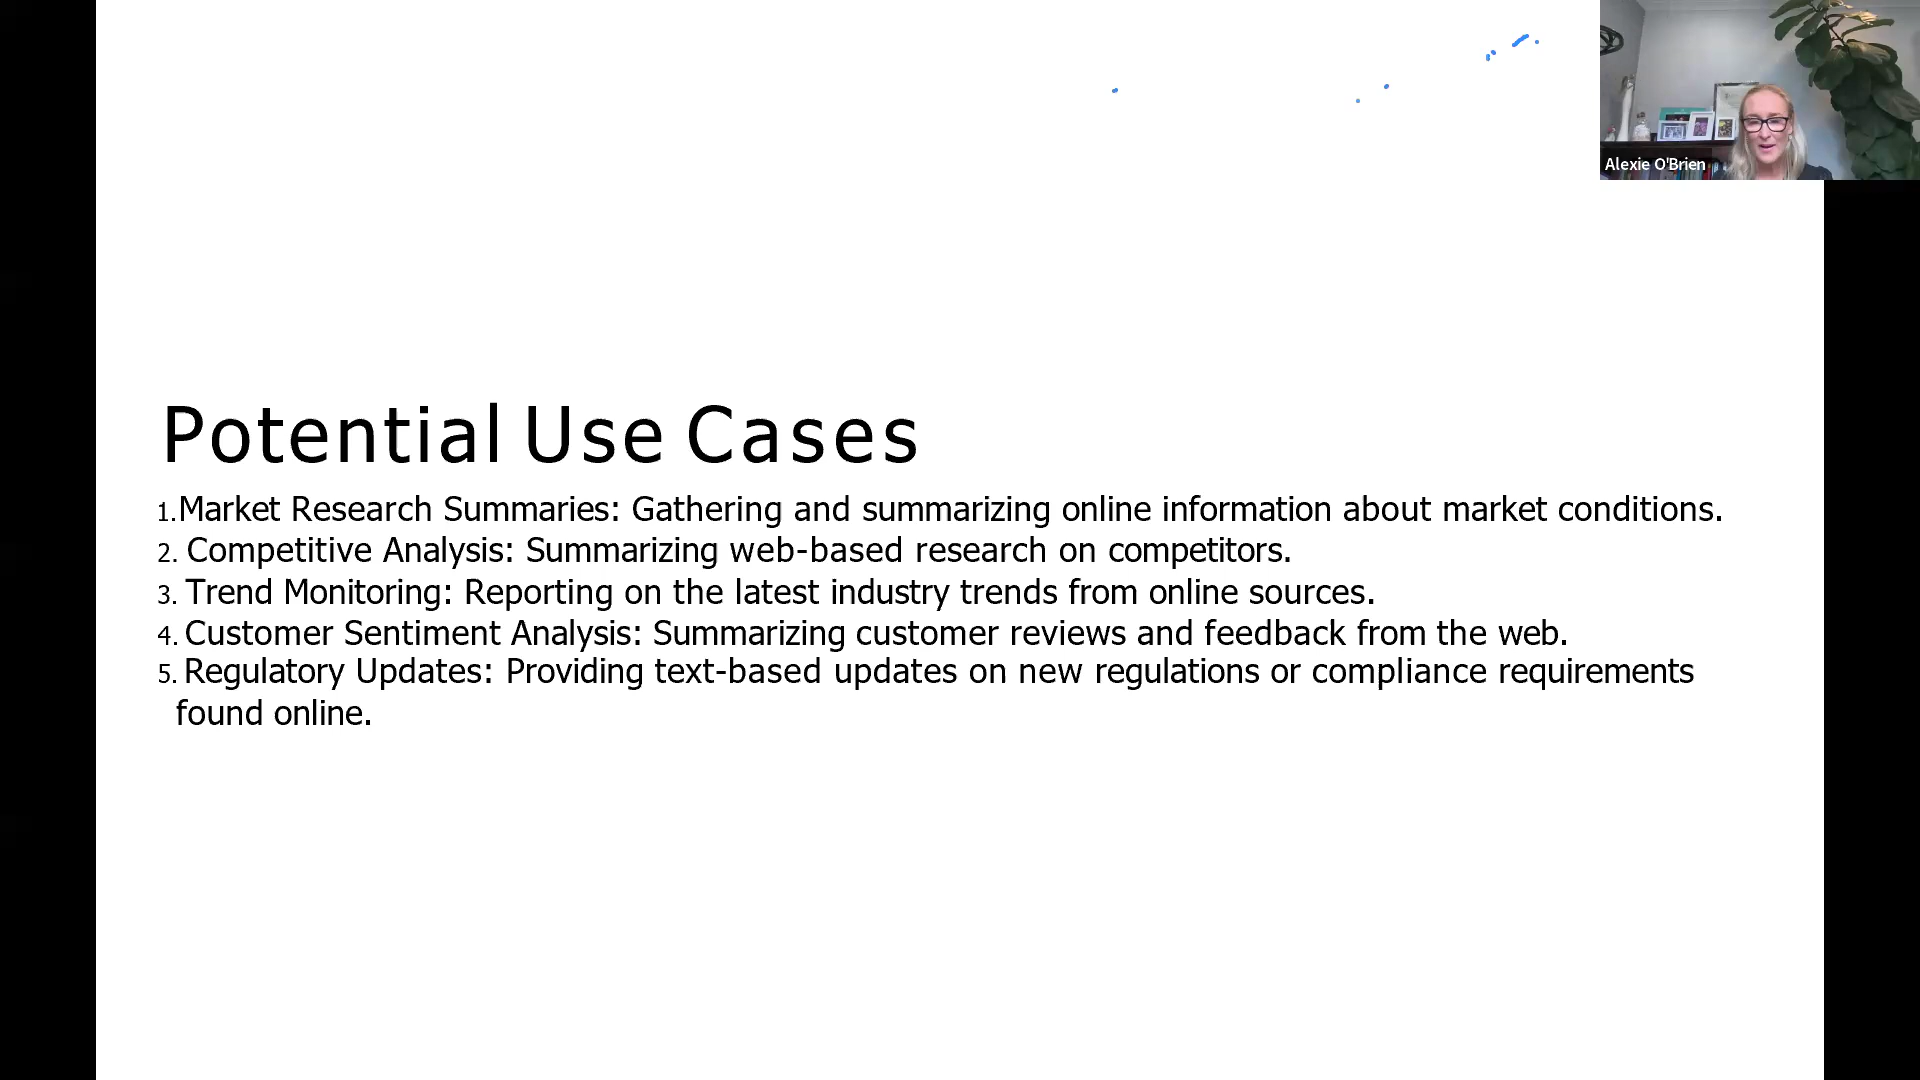 Alexie O'Brien
Potential Use Cases
1.Market Research Summaries: Gathering and summarizing online information about market conditions.
2. Competitive Analysis: Summarizing web-based research on competitors.
3. Trend Monitoring: Reporting on the latest industry trends from online sources.
4. Customer Sentiment Analysis: Summarizing customer reviews and feedback from the web.
5. Regulatory Updates: Providing text-based updates on new regulations or compliance requirements
found online.